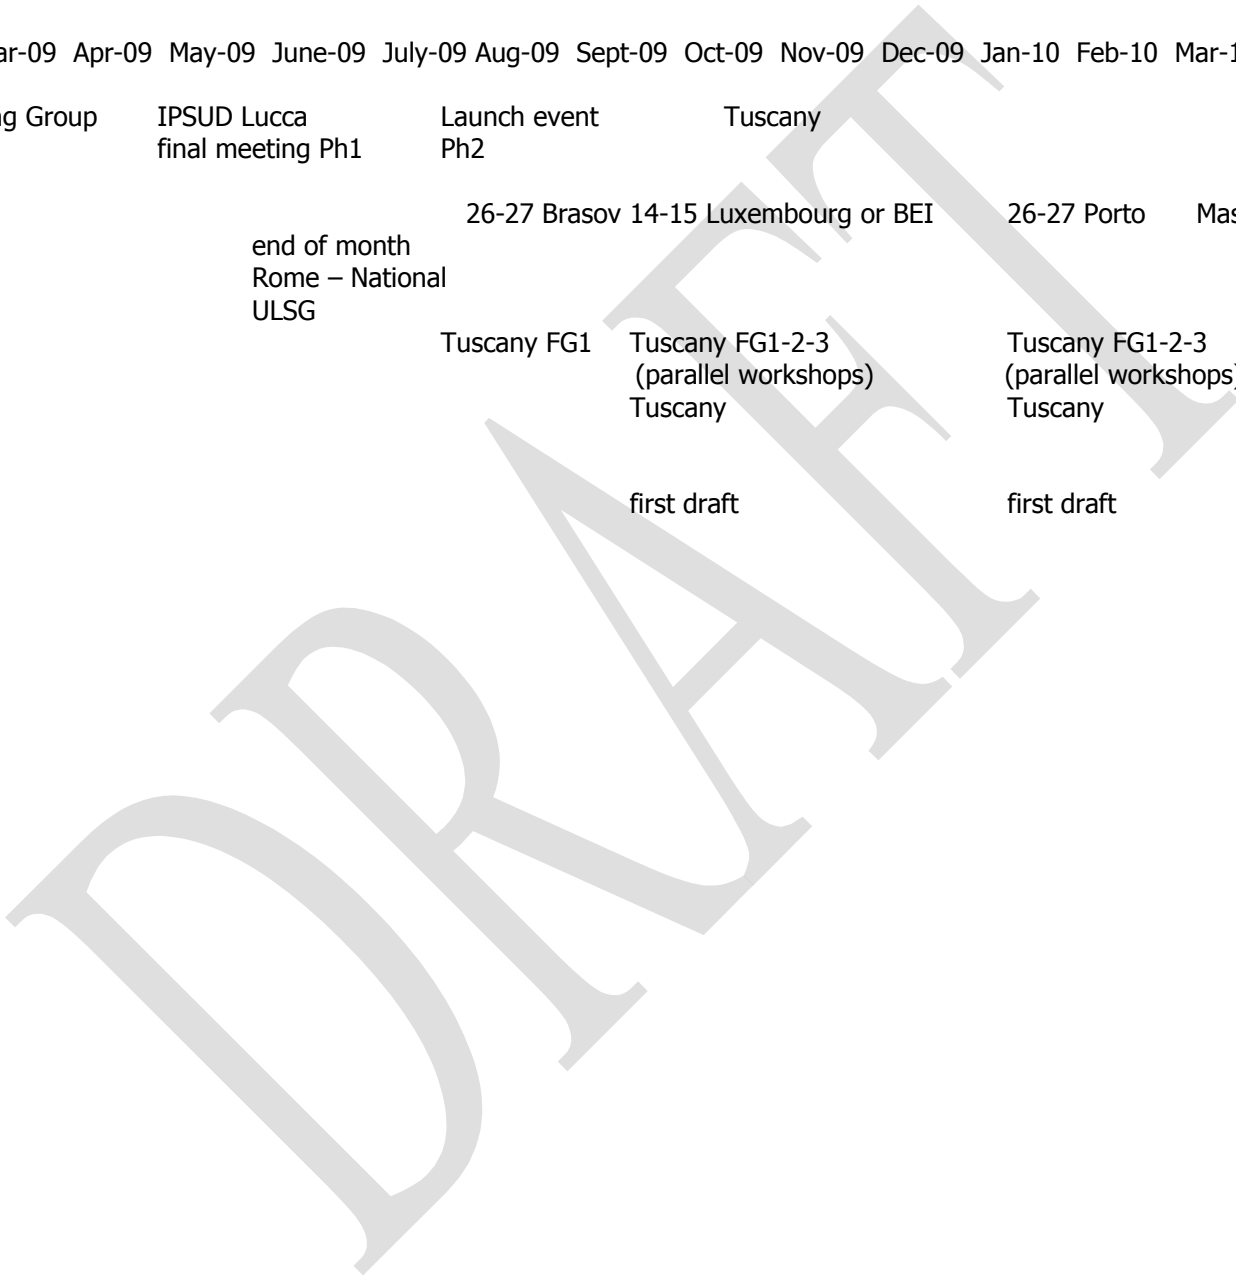 ar-09 Apr-09 May-09 June-09 July-09 Aug-09 Sept-09 Oct-09 Nov-09 Dec-09 Jan-10 Feb-10 Mar-1
g Group IPSUD Lucca Launch event Tuscany
final meeting Ph1 Ph2
26-27 Brasov 14-15 Luxembourg or BEI 26-27 Porto Mas
end of month
Rome – National
ULSG
Tuscany FG1 Tuscany FG1-2-3 Tuscany FG1-2-3
(parallel workshops) (parallel workshops)
Tuscany Tuscany
first draft first draft
DRAFT